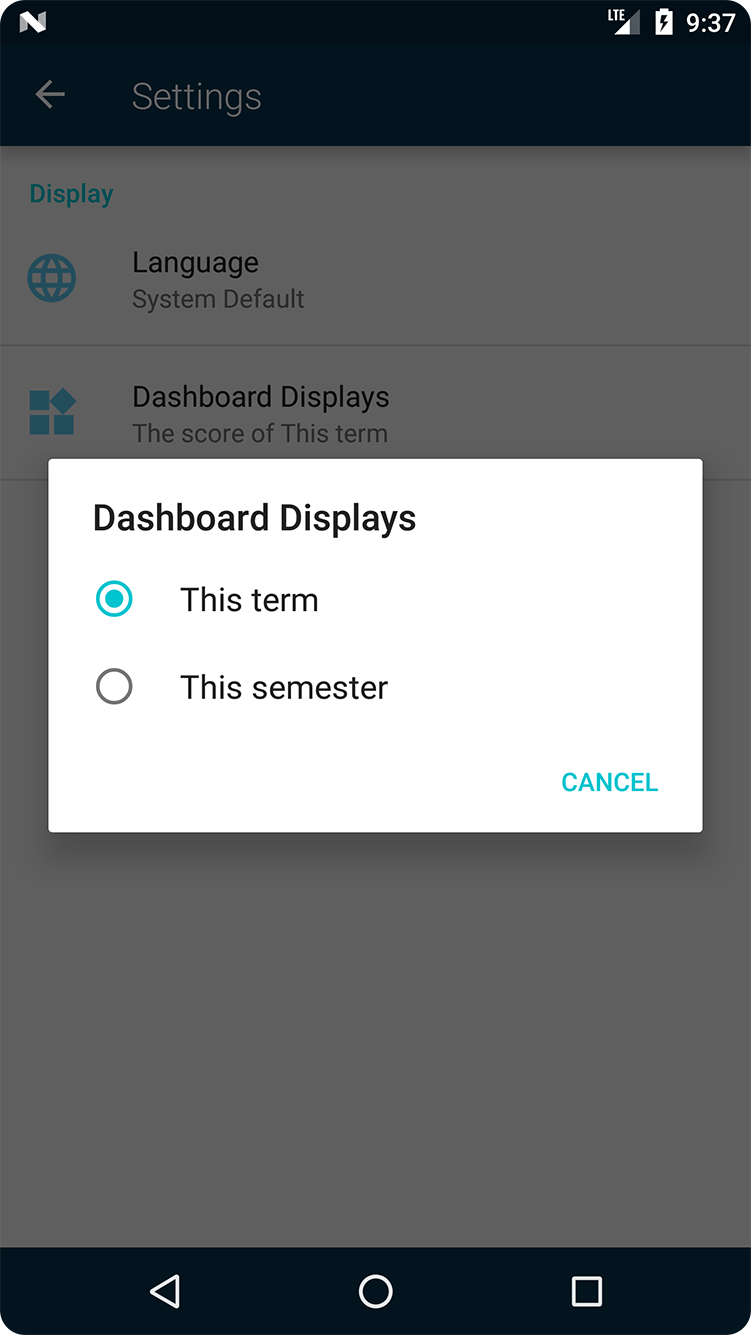 LTE 9:37
Settings
Display
Language
System Default
Dashboard Displays
The score of This term
Dashboard Displays
This term
This semester
CANCEL